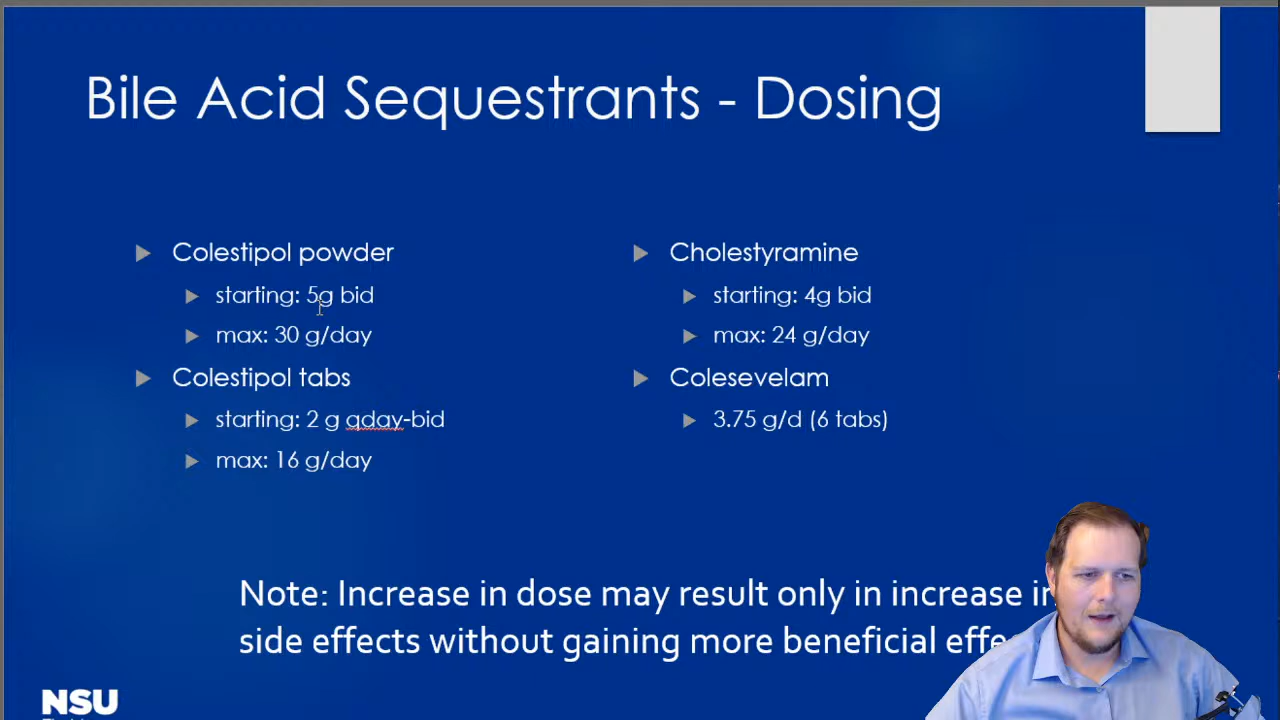 Bile Acid Sequestrants - Dosing
Colestipol powder
starting: 5g bid
max: 30 g/day
Colestipol tabs
starting: 2 g qday-bid
max: 16 g/day
Cholestyramine
starting: 4g bid
max: 24 g/day
Colesevelam
3.75 g/d (6 tabs)
Note: Increase in dose may result only in increase in
side effects without gaining more beneficial
NSU